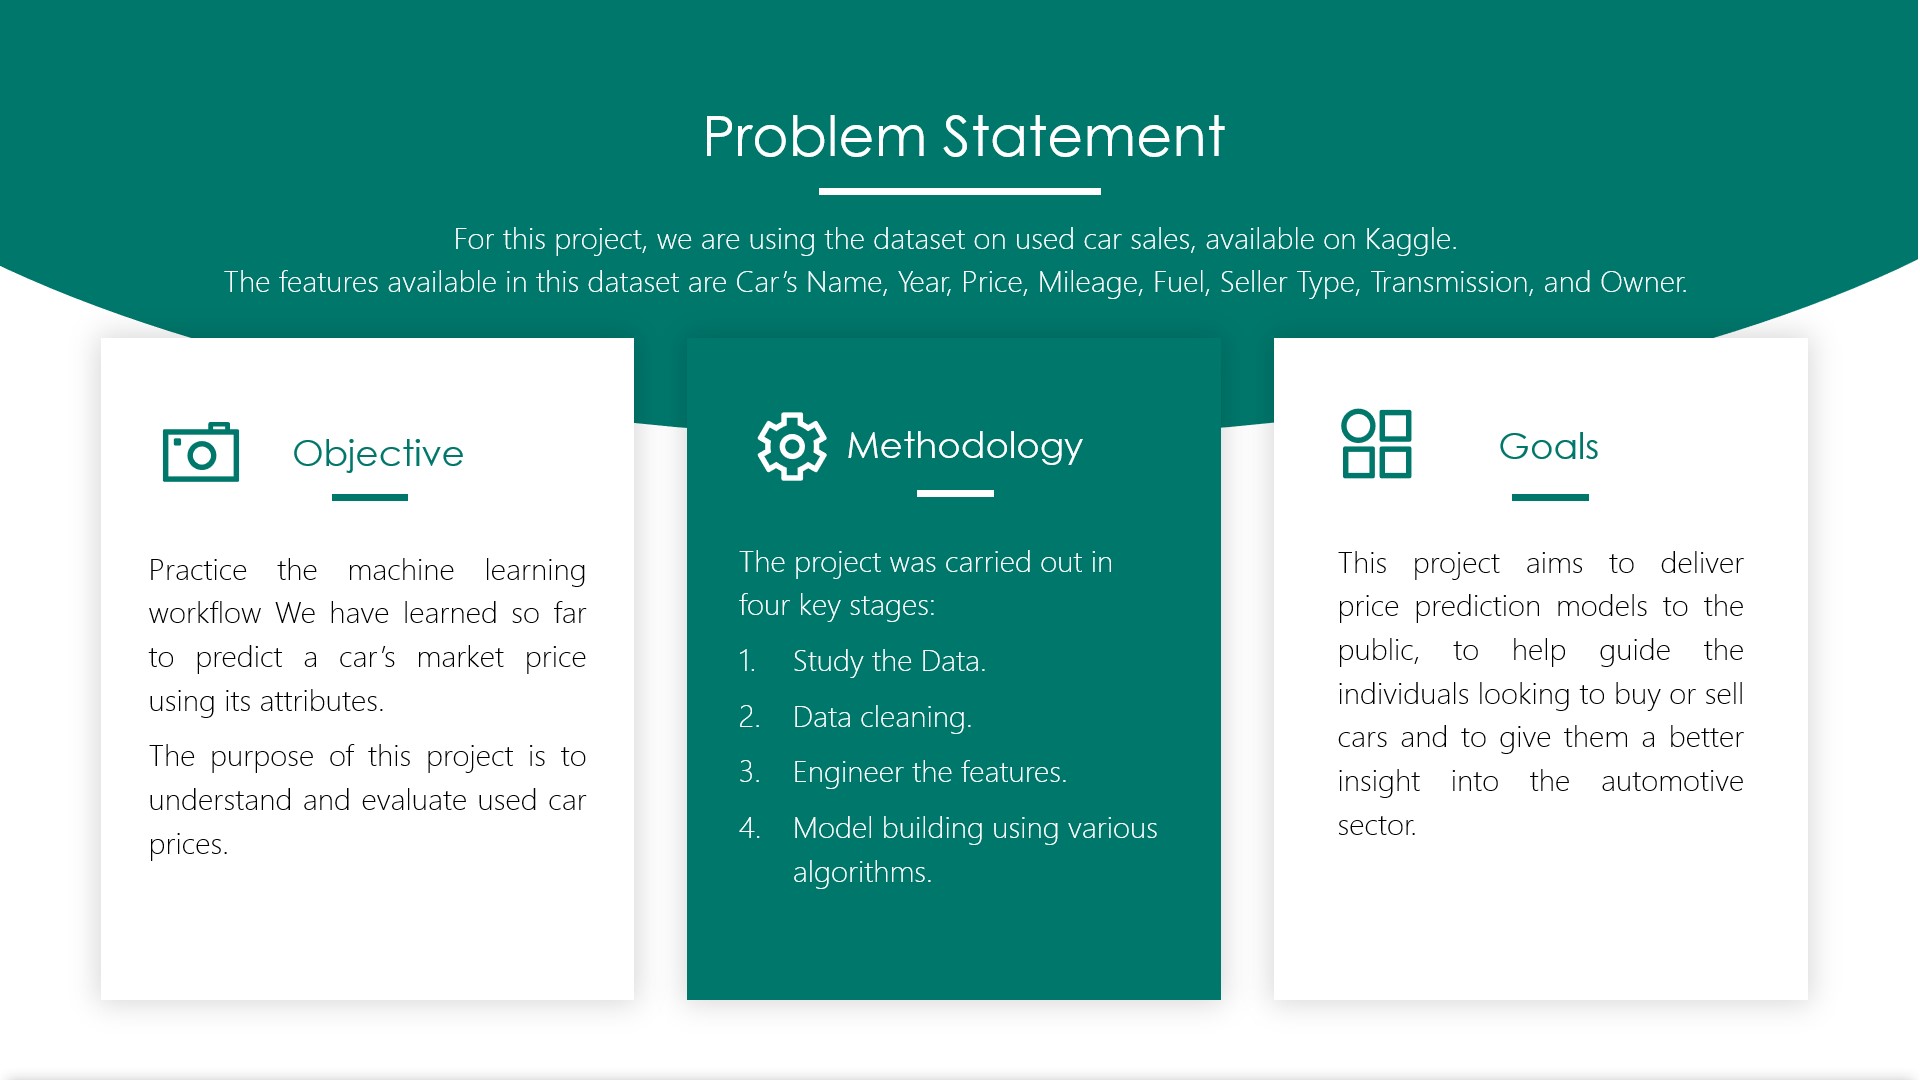 Problem Statement
For this project, we are using the dataset on used car sales, available on Kaggle.
The features available in this dataset are Car’s Name, Year, Price, Mileage, Fuel, Seller Type, Transmission, and Owner.
Objective
Practice the machine learning
workflow We have learned so far
to predict a car’s market price
using its attributes.
The purpose of this project is to
understand and evaluate used car
prices.
Methodology
The project was carried out in
four key stages:
1. Study the Data.
2. Data cleaning.
3. Engineer the features.
4. Model building using various
algorithms.
Goals
This project aims to deliver
price prediction models to the
public, to help guide the
individuals looking to buy or sell
cars and to give them a better
insight into the automotive
sector.